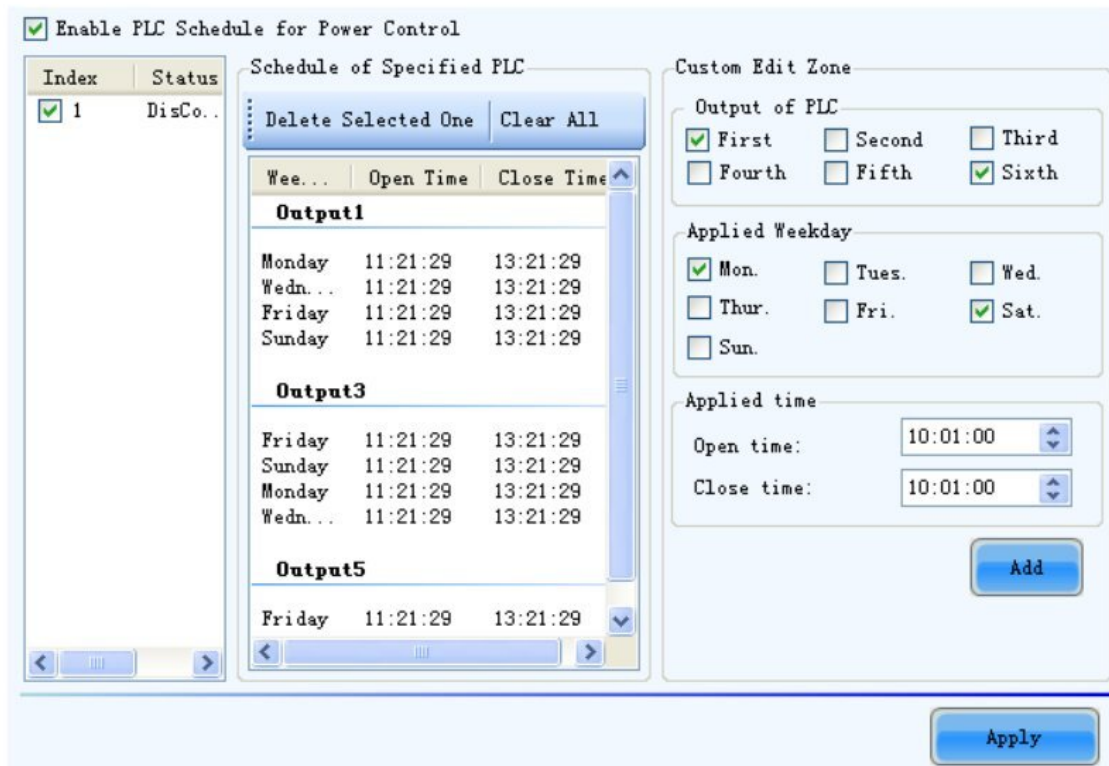 Enable PLC Schedule for Power Control
Index Status
1 DisCo..
Schedule of Specified PLC
Delete Selected One Clear All
Wee... Open Time Close Time
Output1
Monday 11:21:29 13:21:29
Wedn... 11:21:29 13:21:29
Friday 11:21:29 13:21:29
Sunday 11:21:29 13:21:29
Output3
Friday 11:21:29 13:21:29
Sunday 11:21:29 13:21:29
Monday 11:21:29 13:21:29
Wedn... 11:21:29 13:21:29
Output5
Friday 11:21:29 13:21:29
Custom Edit Zone
Output of PLC
First Second Third
Fourth Fifth Sixth
Applied Weekday
Mon. Tues. Wed.
Thur. Fri. Sat.
Sun.
Applied time
Open time: 10:01:00
Close time: 10:01:00
Add
Apply